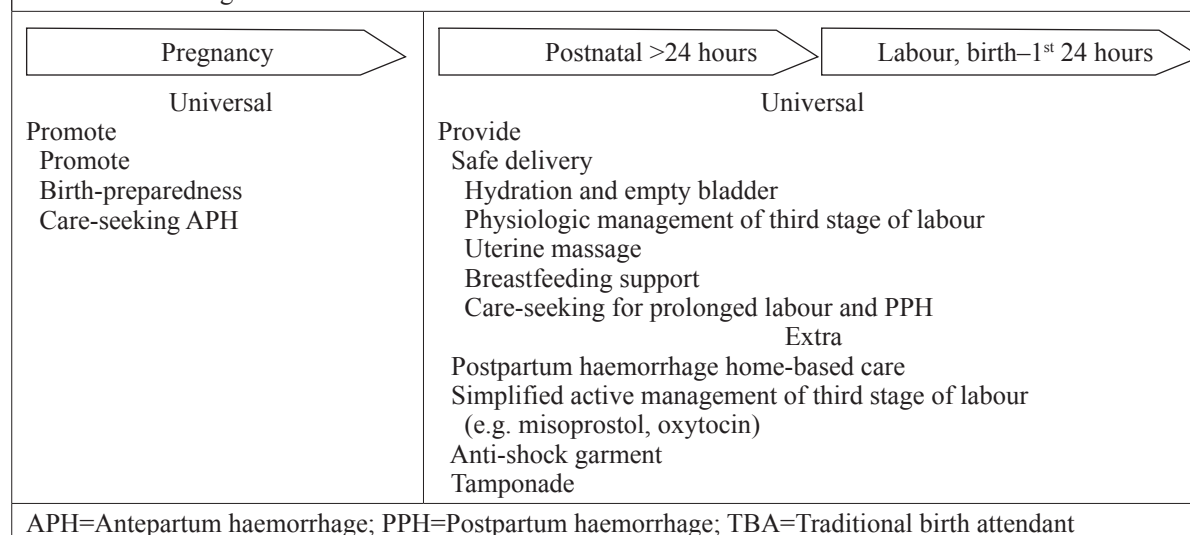 Pregnancy
Universal
Promote
Promote
Birth-preparedness
Care-seeking APH
Postnatal >24 hours
Labour, birth–1st 24 hours
Universal
Provide
Safe delivery
Hydration and empty bladder
Physiologic management of third stage of labour
Uterine massage
Breastfeeding support
Care-seeking for prolonged labour and PPH
Extra
Postpartum haemorrhage home-based care
Simplified active management of third stage of labour
(e.g. misoprostol, oxytocin)
Anti-shock garment
Tamponade
APH=Antepartum haemorrhage; PPH=Postpartum haemorrhage; TBA=Traditional birth attendant